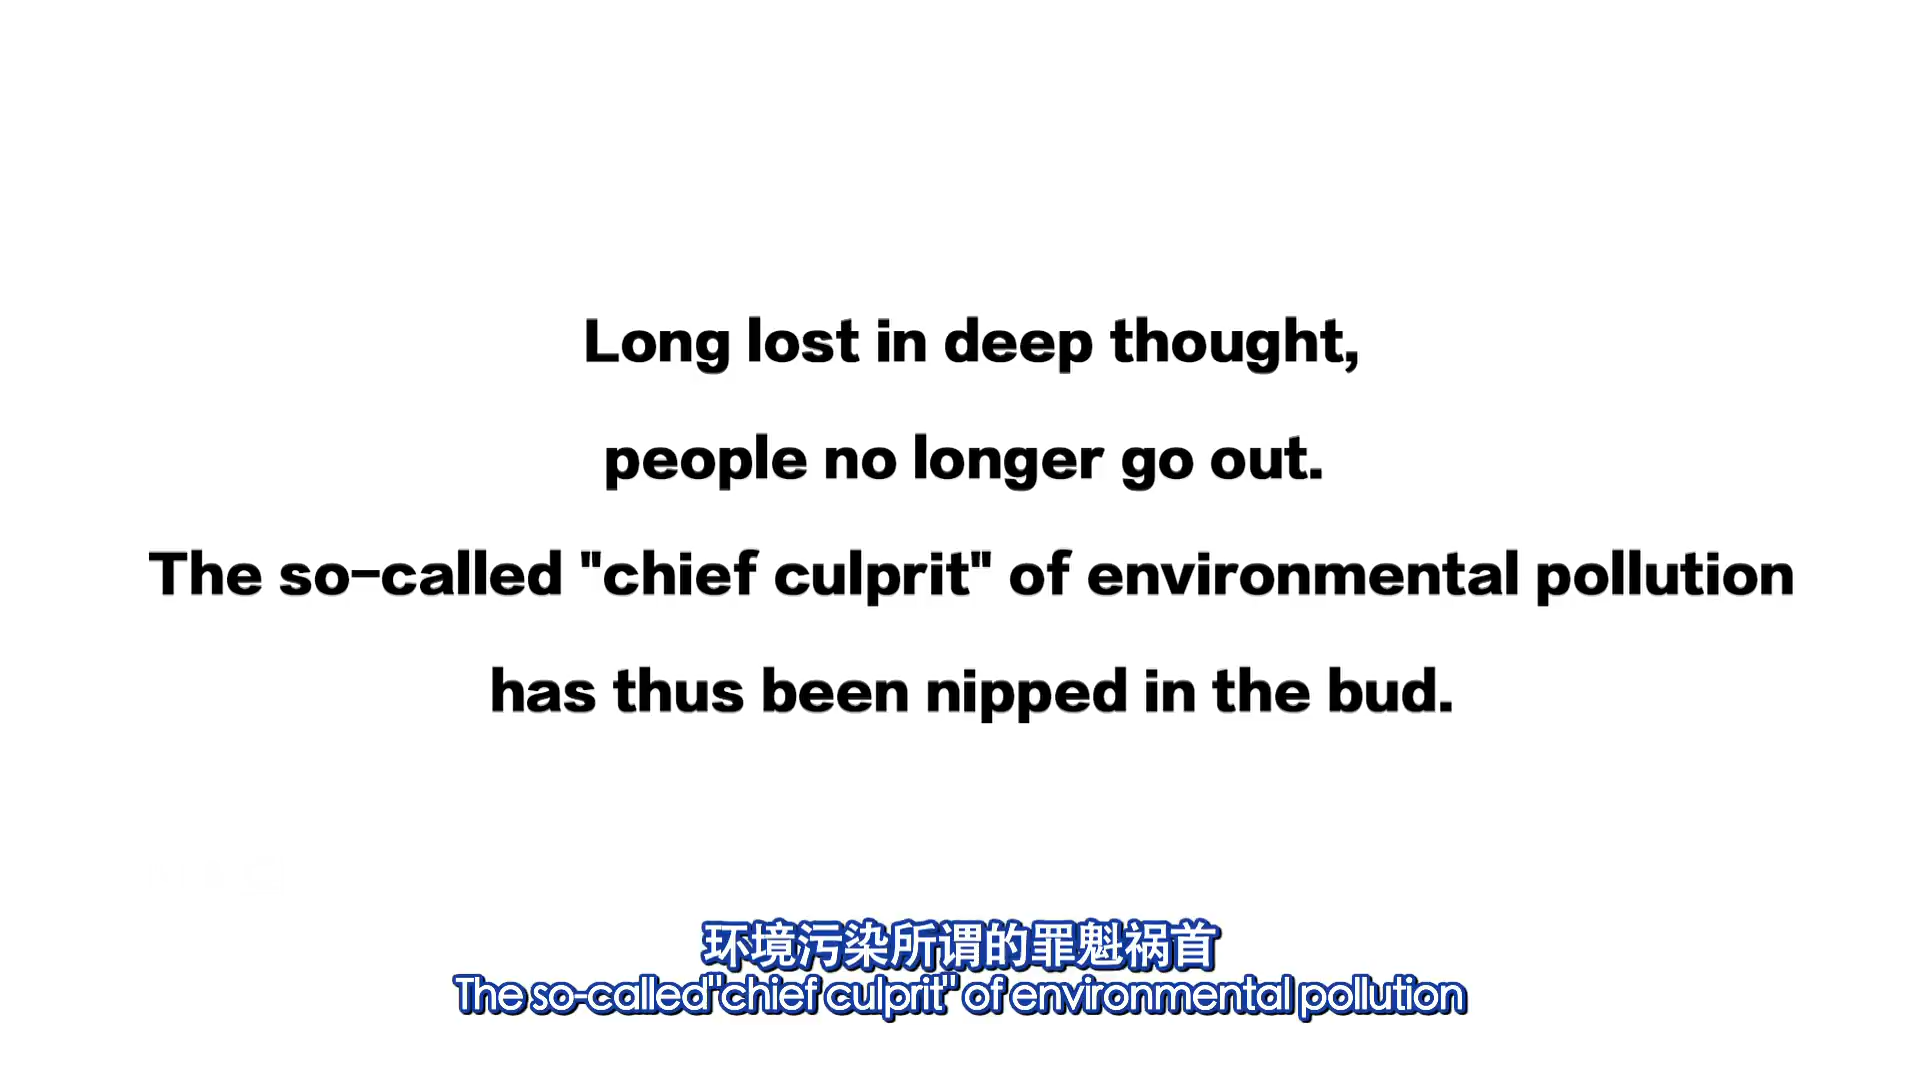 Long lost in deep thought,
people no longer go out.
The so-called "chief culprit" of environmental pollution
has thus been nipped in the bud.
环境污染所谓的罪魁祸首
The so-called"chief culprit" of environmental pollution